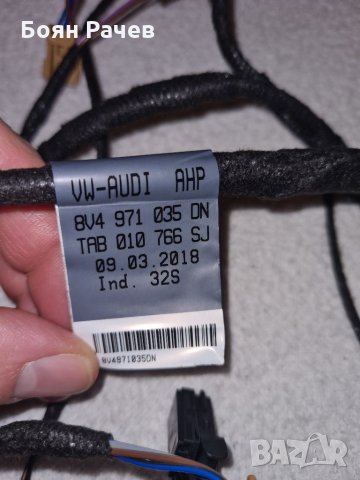 Боян Рачев
VW-AUDI AHP
8V4 971 035 DN
TAB 010 766 SJ
09.03.2018
Ind. 32S
8V4971035DN
bazar